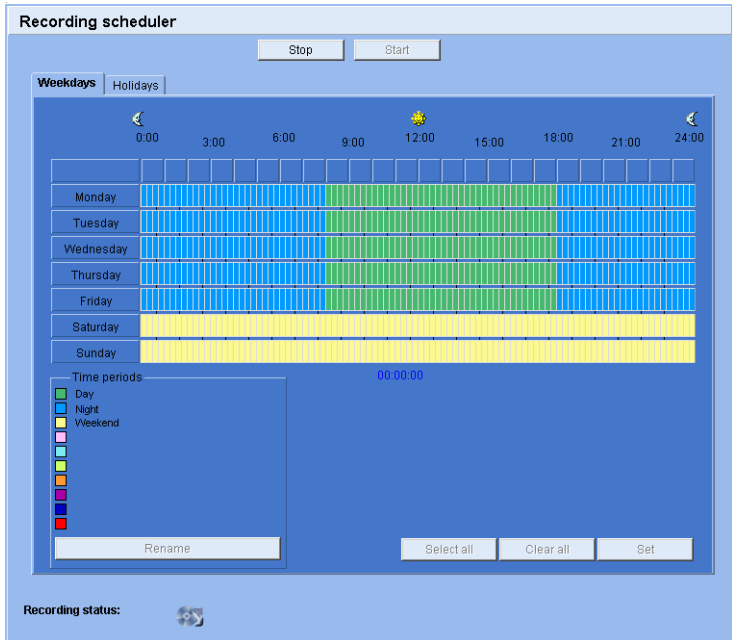 Recording scheduler
Stop Start
Weekdays Holidays
0:00 3:00 6:00 9:00 12:00 15:00 18:00 21:00 24:00
Monday
Tuesday
Wednesday
Thursday
Friday
Saturday
Sunday
00:00:00
Time periods
Day
Night
Weekend
Rename Select all Clear all Set
Recording status: